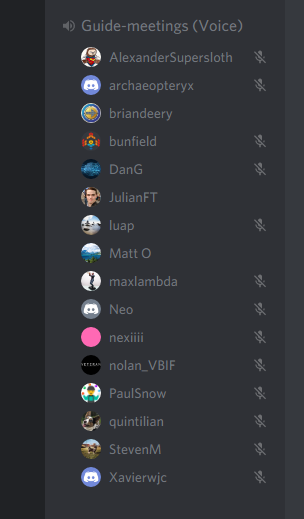 Guide-meetings (Voice)
AlexanderSupersloth
archaeopteryx
briandeery
bunfield
DanG
JulianFT
luap
Matt O
maxlambda
Neo
nexiiii
nolan_VBIF
PaulSnow
quintilian
StevenM
Xavierwjc